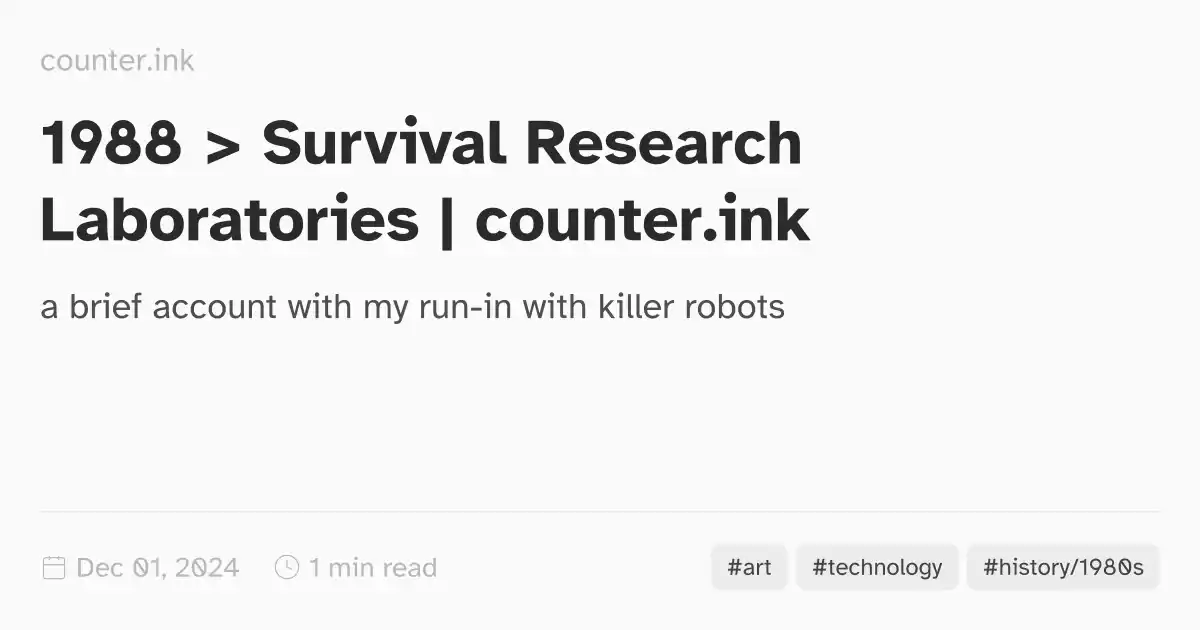 counter.ink
1988 > Survival Research
Laboratories | counter.ink
a brief account with my run-in with killer robots
Dec 01, 2024
1 min read
#art
#technology
#history/1980s